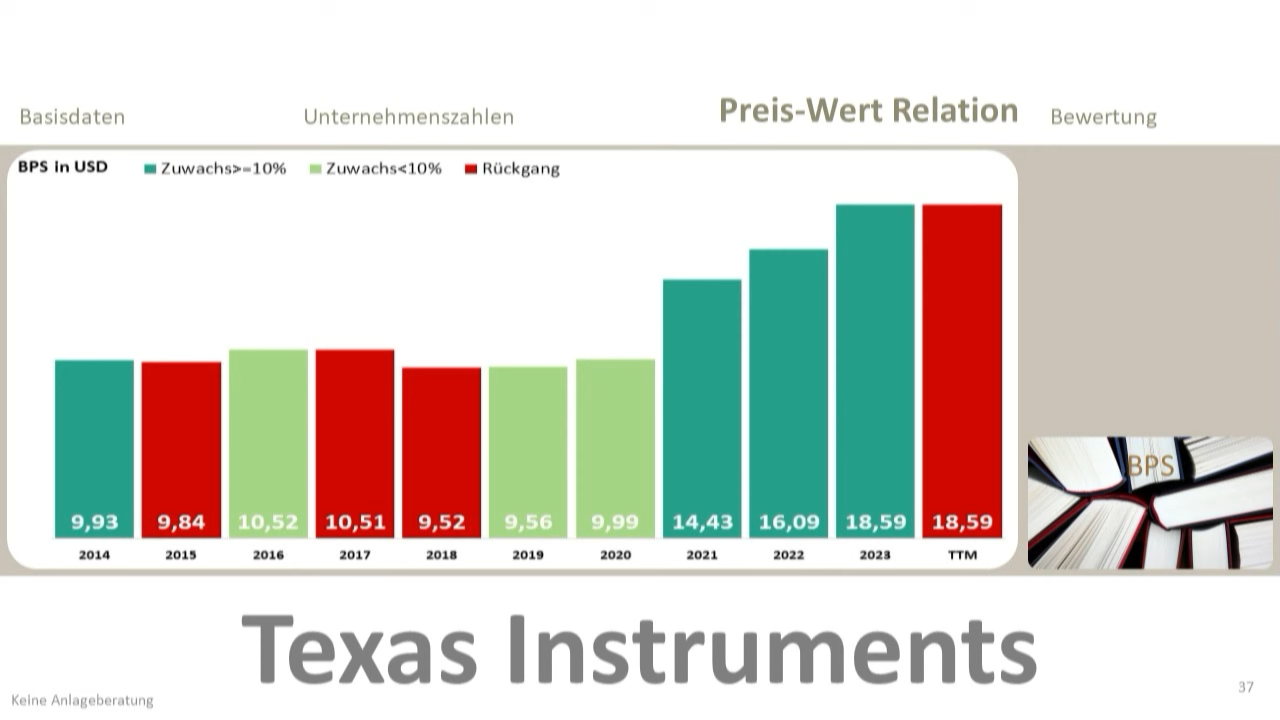 Basisdaten Unternehmenszahlen Preis-Wert Relation Bewertung
BPS in USD Zuwachs>=10% Zuwachs<10% Rückgang
9,93 9,84 10,52 10,51 9,52 9,56 9,99 14,43 16,09 18,59 18,59
2014 2015 2016 2017 2018 2019 2020 2021 2022 2023 TTM
BPS
Texas Instruments
Keine Anlageberatung 37